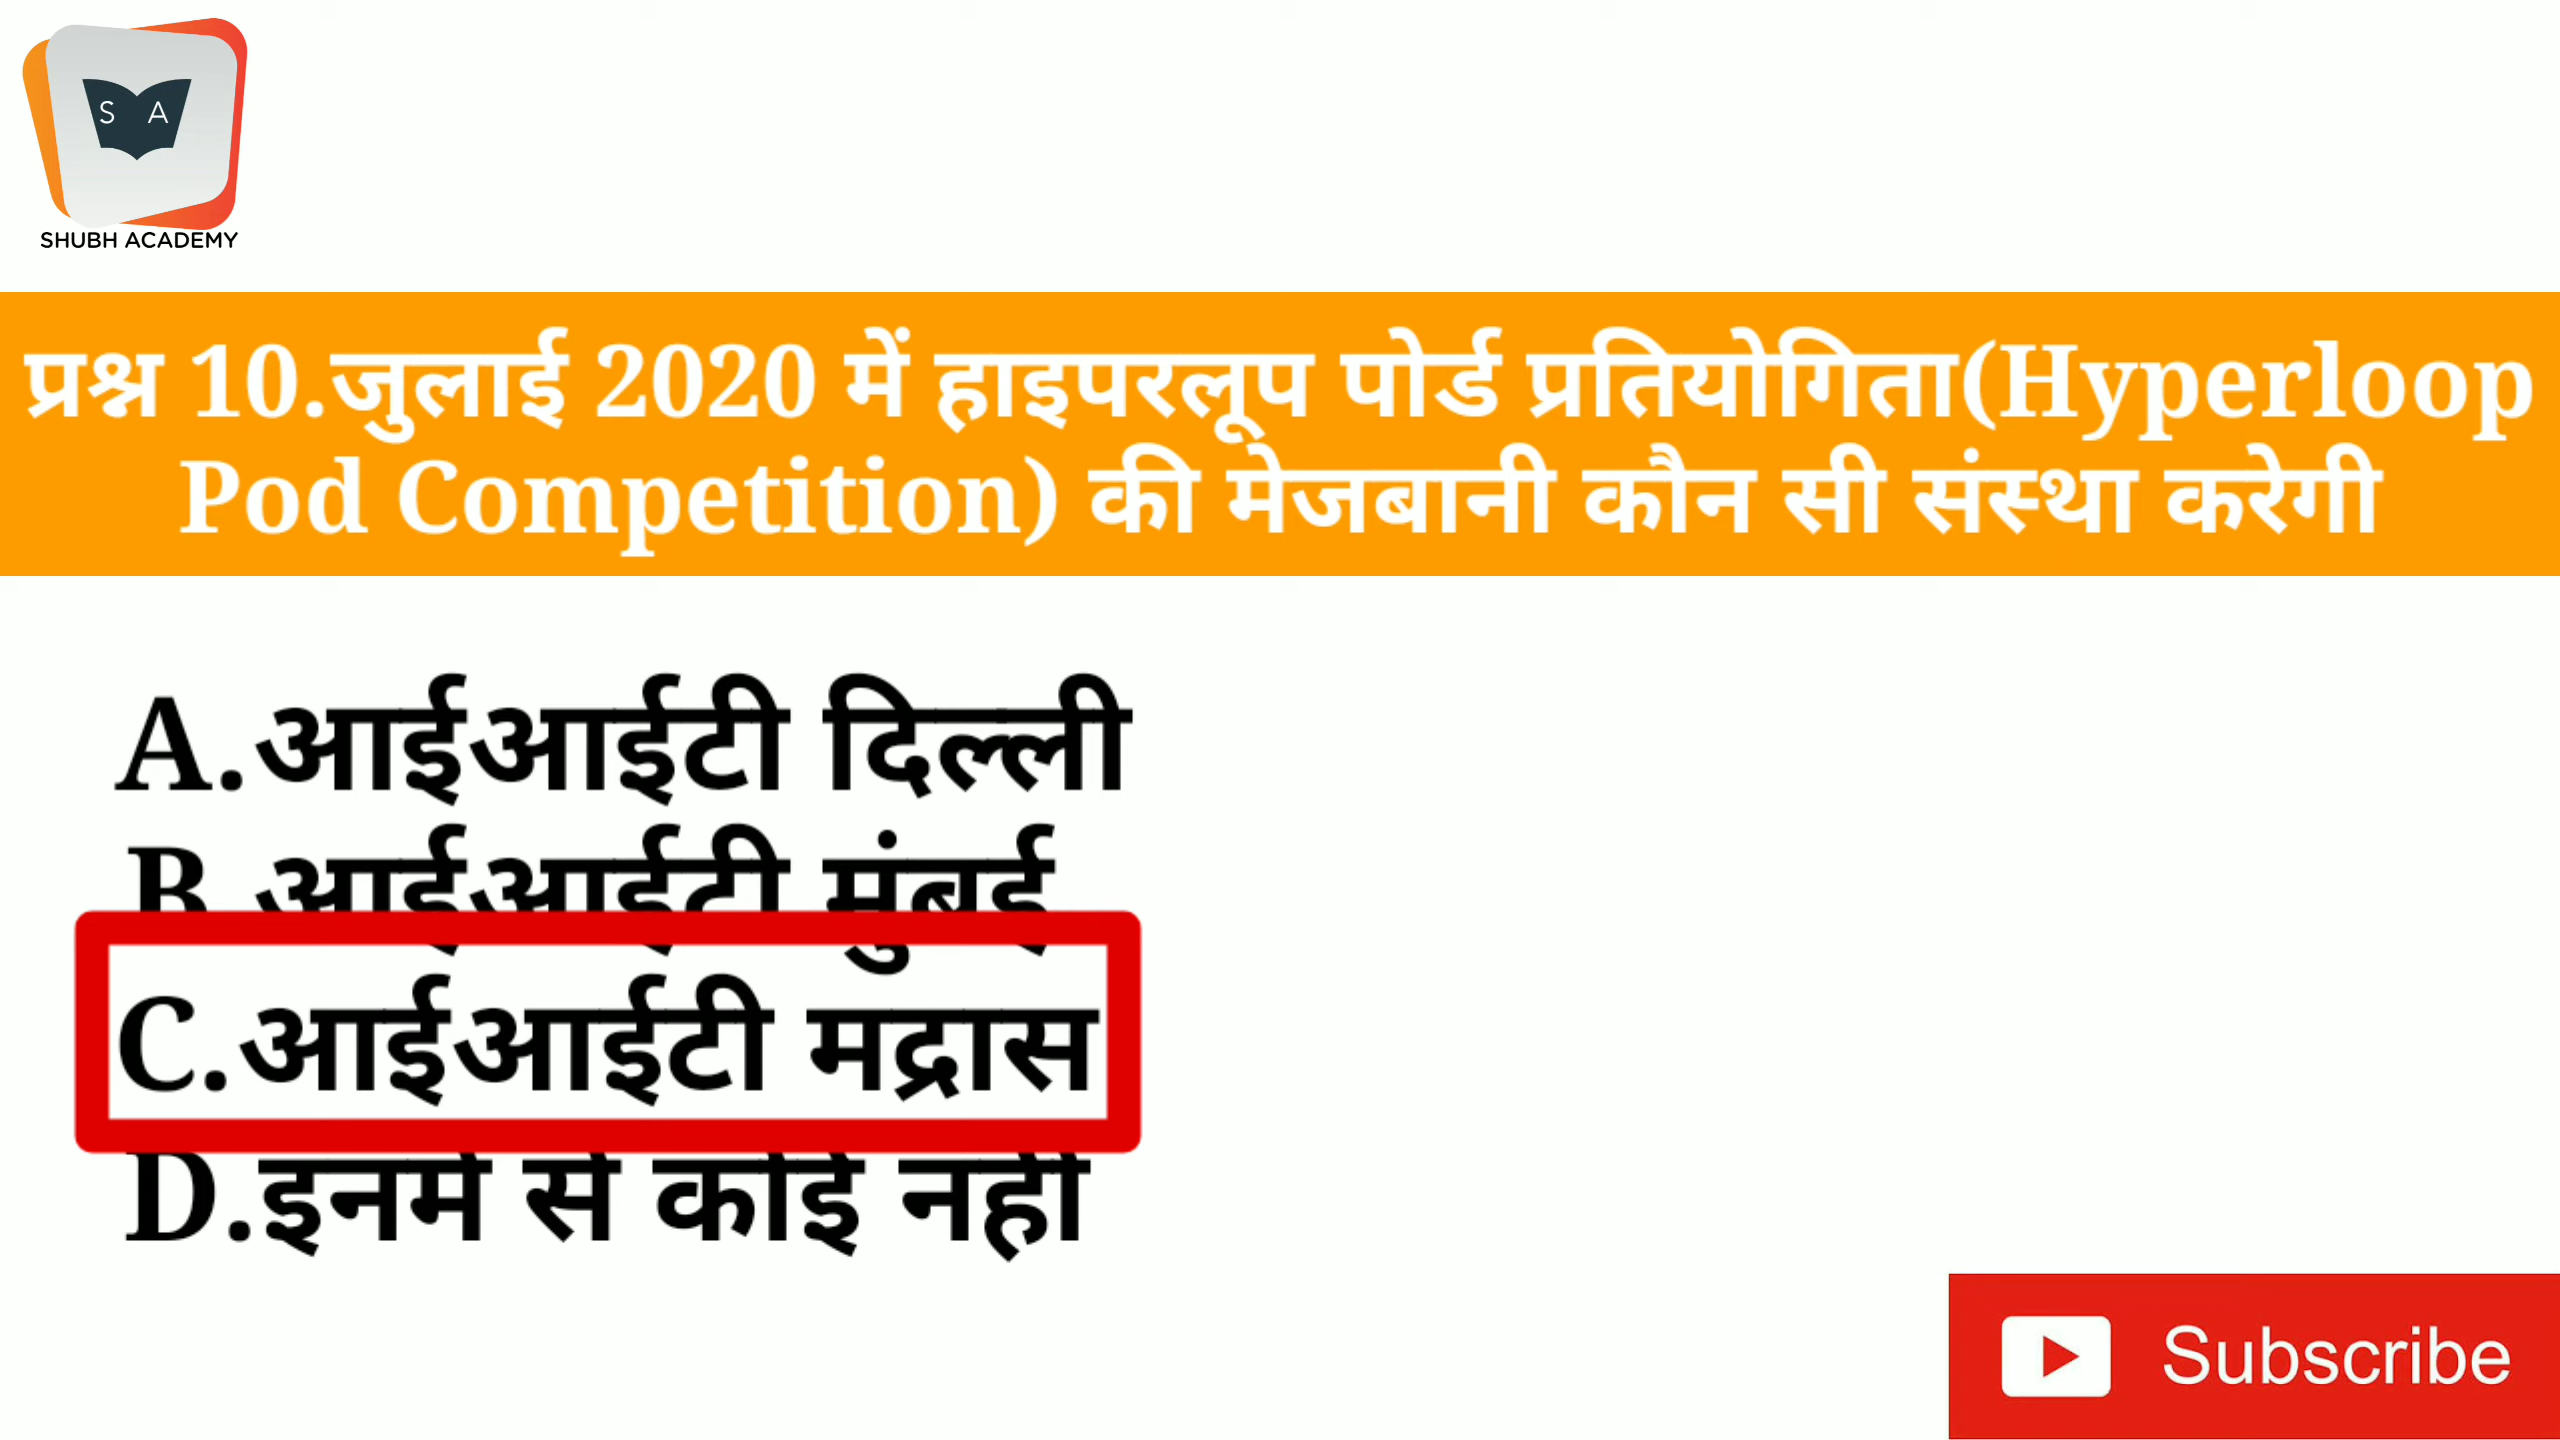 S A
SHUBH ACADEMY
प्रश्न 10.जुलाई 2020 में हाइपरलूप पोर्ड प्रतियोगिता(Hyperloop
Pod Competition) की मेजबानी कौन सी संस्था करेगी
A.आईआईटी दिल्ली
B.आईआईटी मुंबई
C.आईआईटी मद्रास
D.इनमें से कोई नहीं
Subscribe